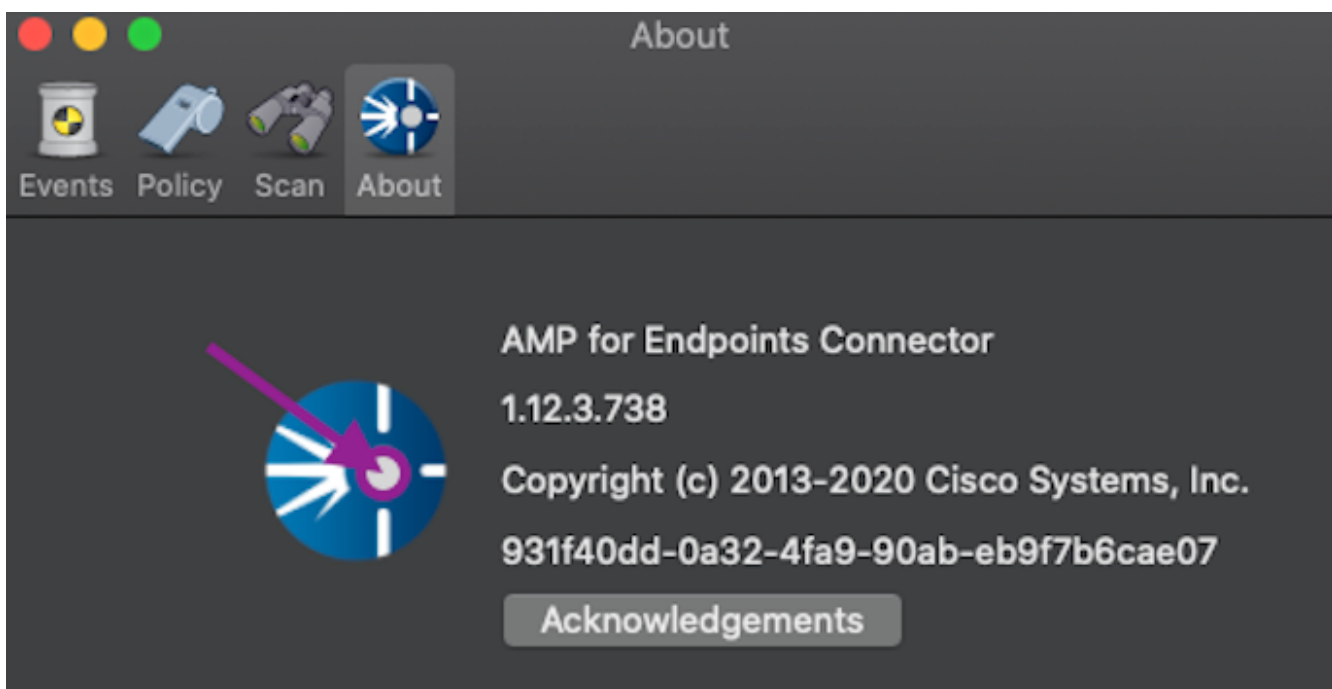 About
Events Policy Scan About
AMP for Endpoints Connector
1.12.3.738
Copyright (c) 2013-2020 Cisco Systems, Inc.
931f40dd-0a32-4fa9-90ab-eb9f7b6cae07
Acknowledgements